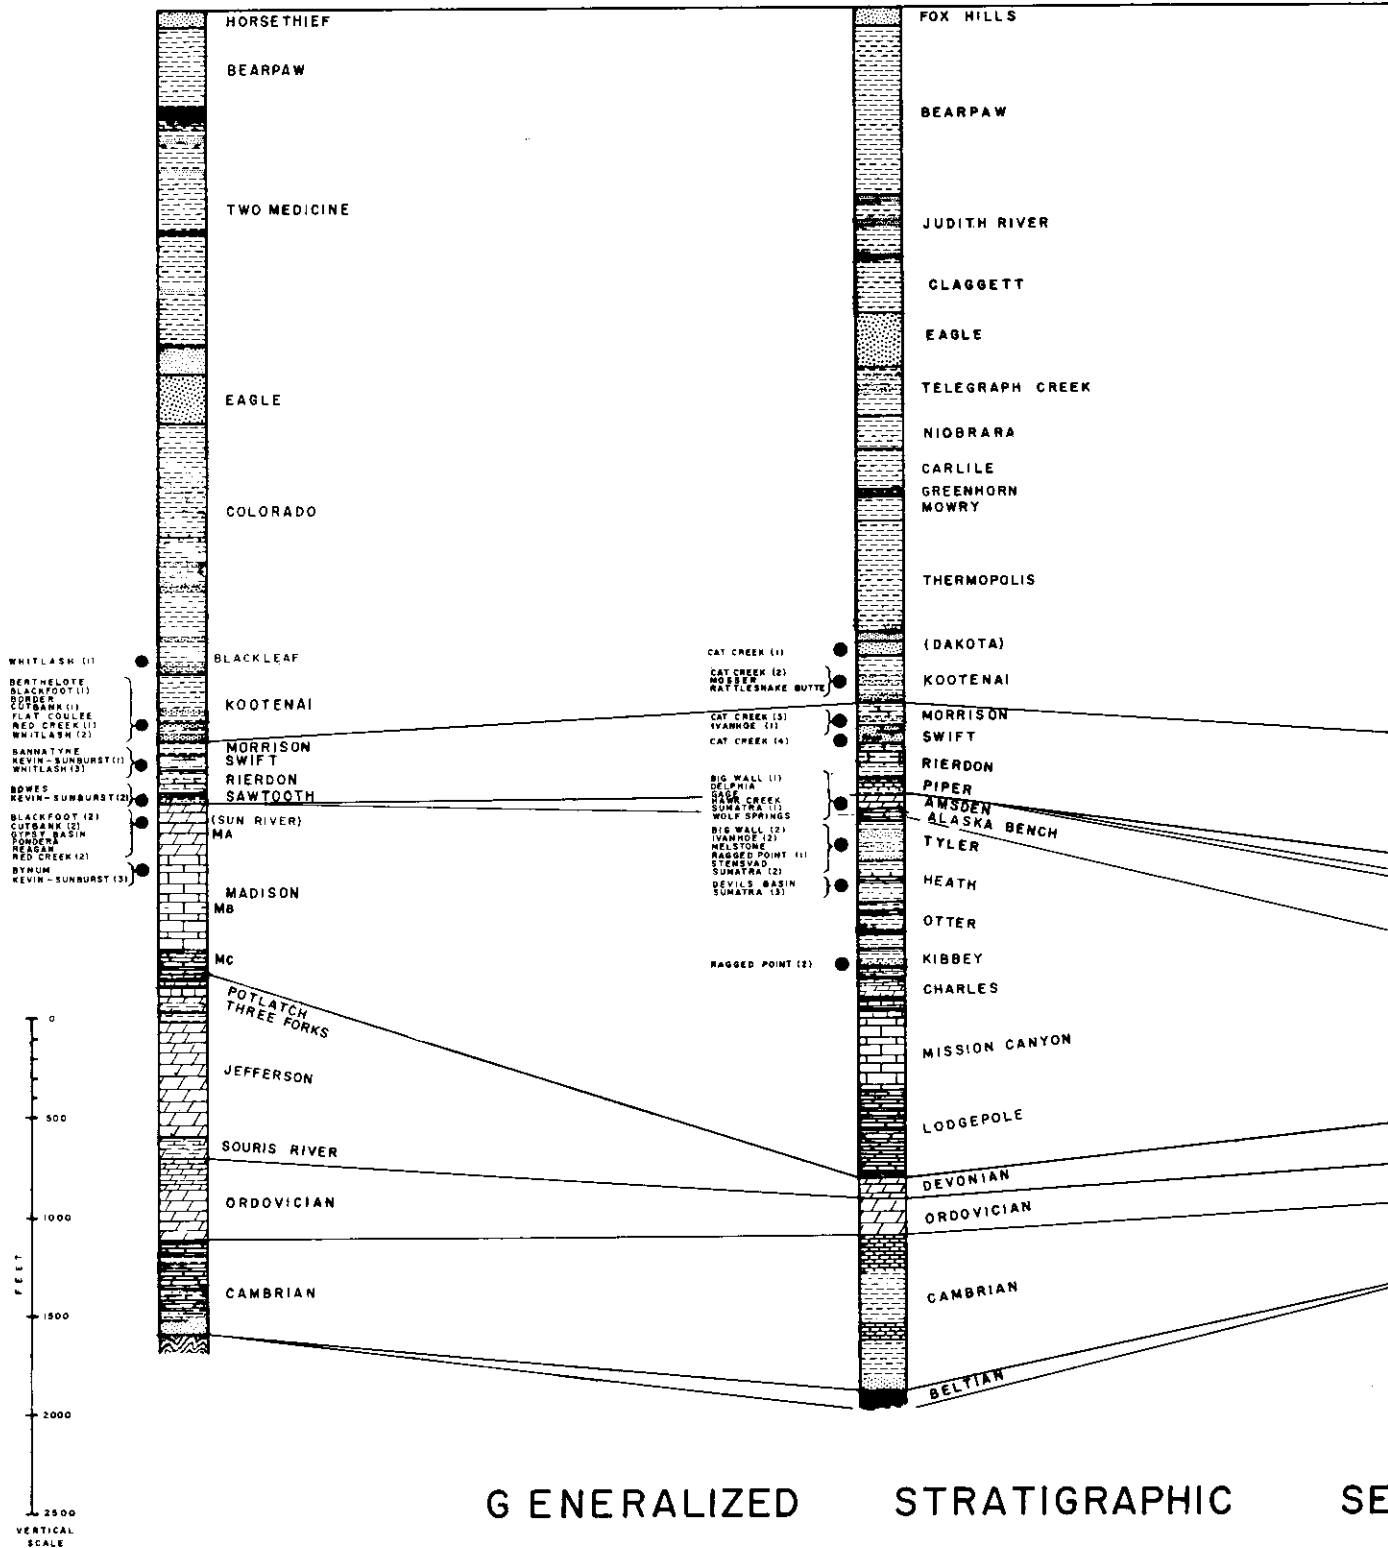 HORSETHIEF
BEARPAW
TWO MEDICINE
EAGLE
COLORADO
BLACKLEAF
KOOTENAI
MORRISON
SWIFT
RIERDON
SAWTOOTH
(SUN RIVER)
MA
MADISON
MB
MC
POTLATCH
THREE FORKS
JEFFERSON
SOURIS RIVER
ORDOVICIAN
CAMBRIAN
WHITLASH (1)
BERTHELOTE
BLACKFOOT (1)
BORDER
CUTBANK (1)
FLAT COULEE
RED CREEK (1)
WHITLASH (2)
BANNATYNE
KEVIN-SUNBURST (1)
WHITLASH (3)
BOWES
KEVIN-SUNBURST (2)
BLACKFOOT (2)
CUTBANK (2)
GYPSY BASIN
PONDERA
REAGAN
RED CREEK (2)
BYNUM
KEVIN-SUNBURST (3)
0
500
1000
1500
2000
2500
FEET
VERTICAL
SCALE
FOX HILLS
BEARPAW
JUDITH RIVER
CLAGGETT
EAGLE
TELEGRAPH CREEK
NIOBRARA
CARLILE
GREENHORN
MOWRY
THERMOPOLIS
(DAKOTA)
KOOTENAI
MORRISON
SWIFT
RIERDON
PIPER
AMSDEN
ALASKA BENCH
TYLER
HEATH
OTTER
KIBBEY
CHARLES
MISSION CANYON
LODGEPOLE
DEVONIAN
ORDOVICIAN
CAMBRIAN
BELTIAN
CAT CREEK (1)
CAT CREEK (2)
MOSSER
RATTLESNAKE BUTTE
CAT CREEK (3)
IVANHOE (1)
CAT CREEK (4)
BIG WALL (1)
DELPHIA
GAGE
HAWK CREEK
SUMATRA (1)
WOLF SPRINGS
BIG WALL (2)
IVANHOE (2)
MELSTONE
RAGGED POINT (1)
STENSVAD
SUMATRA (2)
DEVILS BASIN
SUMATRA (3)
RAGGED POINT (2)
GENERALIZED STRATIGRAPHIC SE